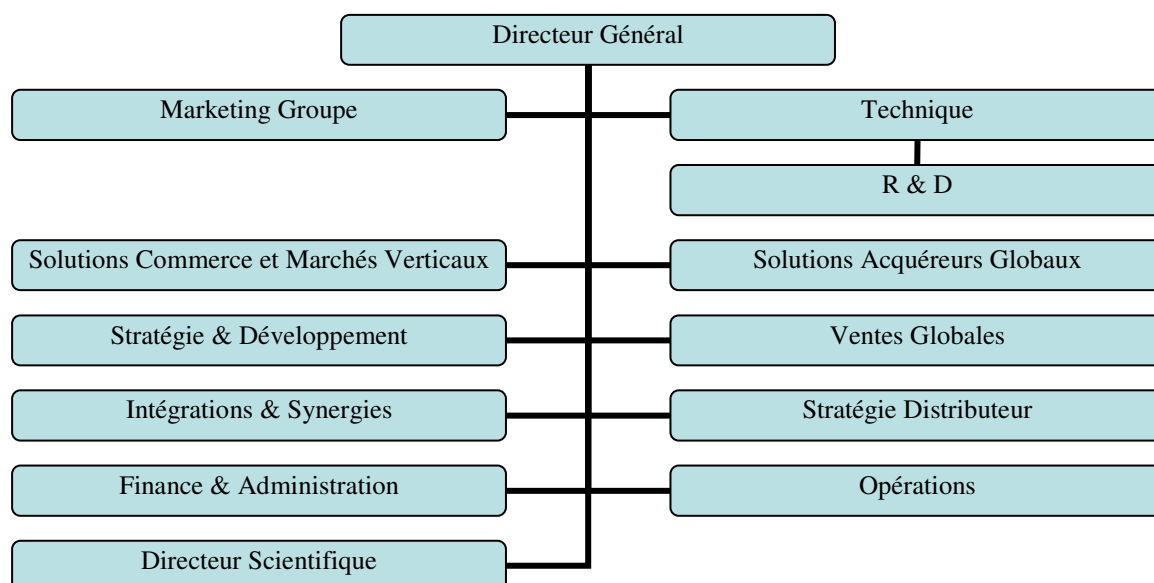 Directeur Général
Marketing Groupe
Technique
R & D
Solutions Commerce et Marchés Verticaux
Solutions Acquéreurs Globaux
Stratégie & Développement
Ventes Globales
Intégrations & Synergies
Stratégie Distributeur
Finance & Administration
Opérations
Directeur Scientifique